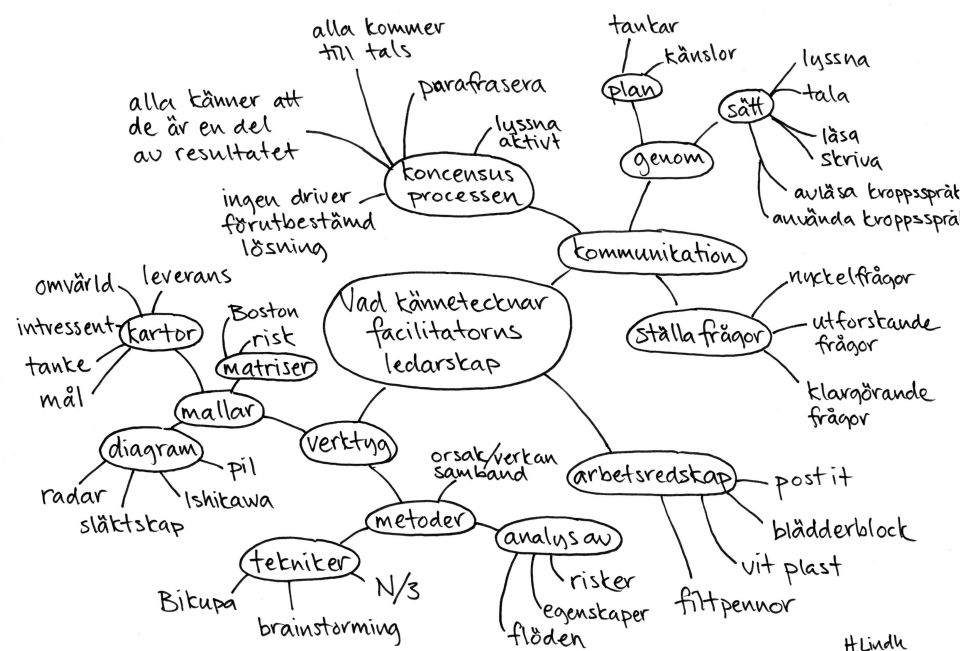 alla kommer
till tals
parafrasera
lyssna
aktivt
alla känner att
de är en del
av resultatet
ingen driver
förutbestämd
lösning
koncensus
processen
tankar
känslor
plan
genom
sätt
lyssna
tala
läsa
skriva
avläsa kroppsspråk
använda kroppsspråk
kommunikation
ställa frågor
nyckelfrågor
utforskande
frågor
klargörande
frågor
Vad kännetecknar
facilitatorns
ledarskap
omvärld
leverans
intressent
kartor
tanke
mål
Boston
risk
matriser
mallar
verktyg
diagram
radar
släktskap
Ishikawa
pil
orsak/verkan
samband
metoder
tekniker
Bikupa
brainstorming
N/3
analys av
risker
egenskaper
flöden
arbetsredskap
post it
blädderblock
vit plast
filtpennor
H Lindh